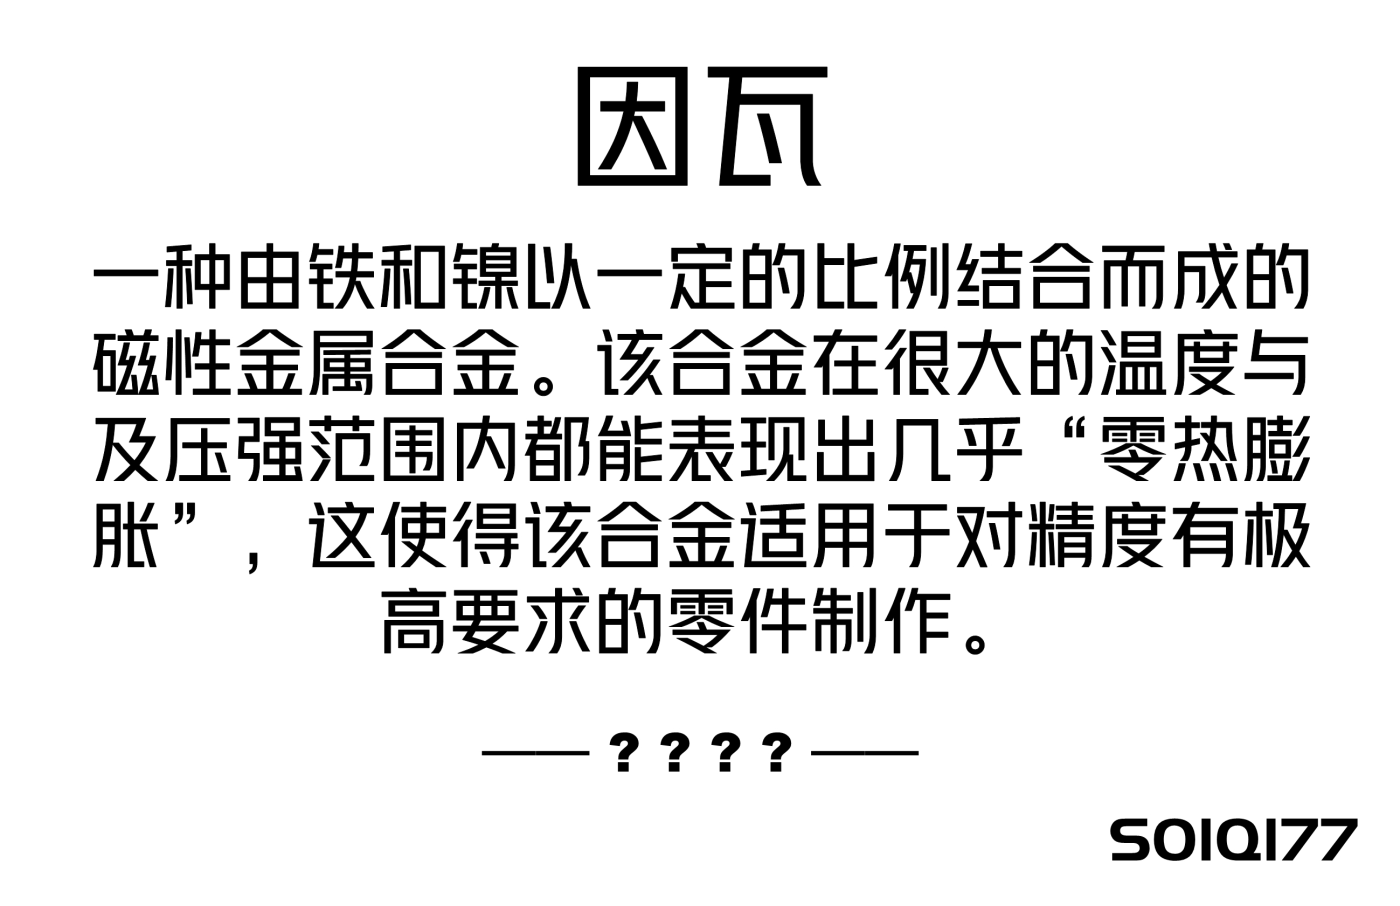 因瓦
一种由铁和镍以一定的比例结合而成的
磁性金属合金。该合金在很大的温度与
及压强范围内都能表现出几乎“零热膨
胀”，这使得该合金适用于对精度有极
高要求的零件制作。
——？？？？——
SO1Q177